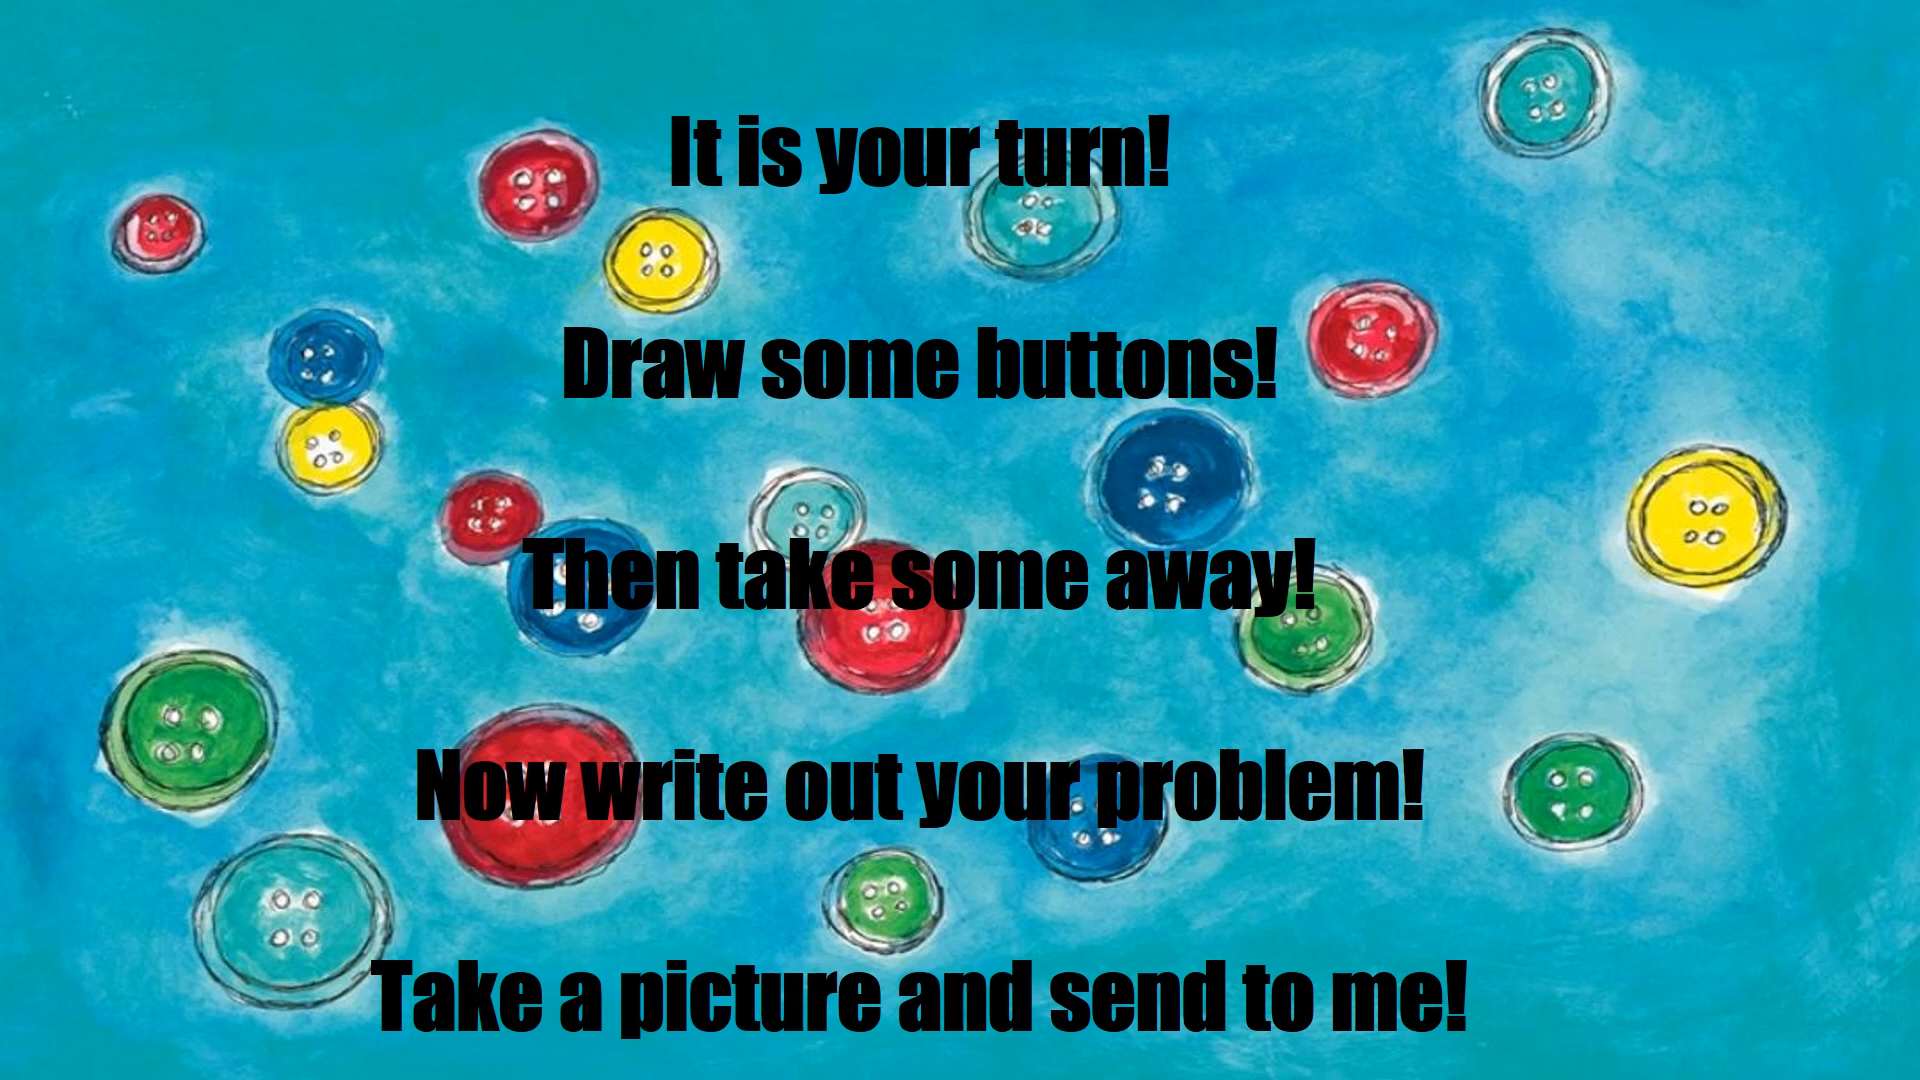 It is your turn!
Draw some buttons!
Then take some away!
Now write out your problem!
Take a picture and send to me!